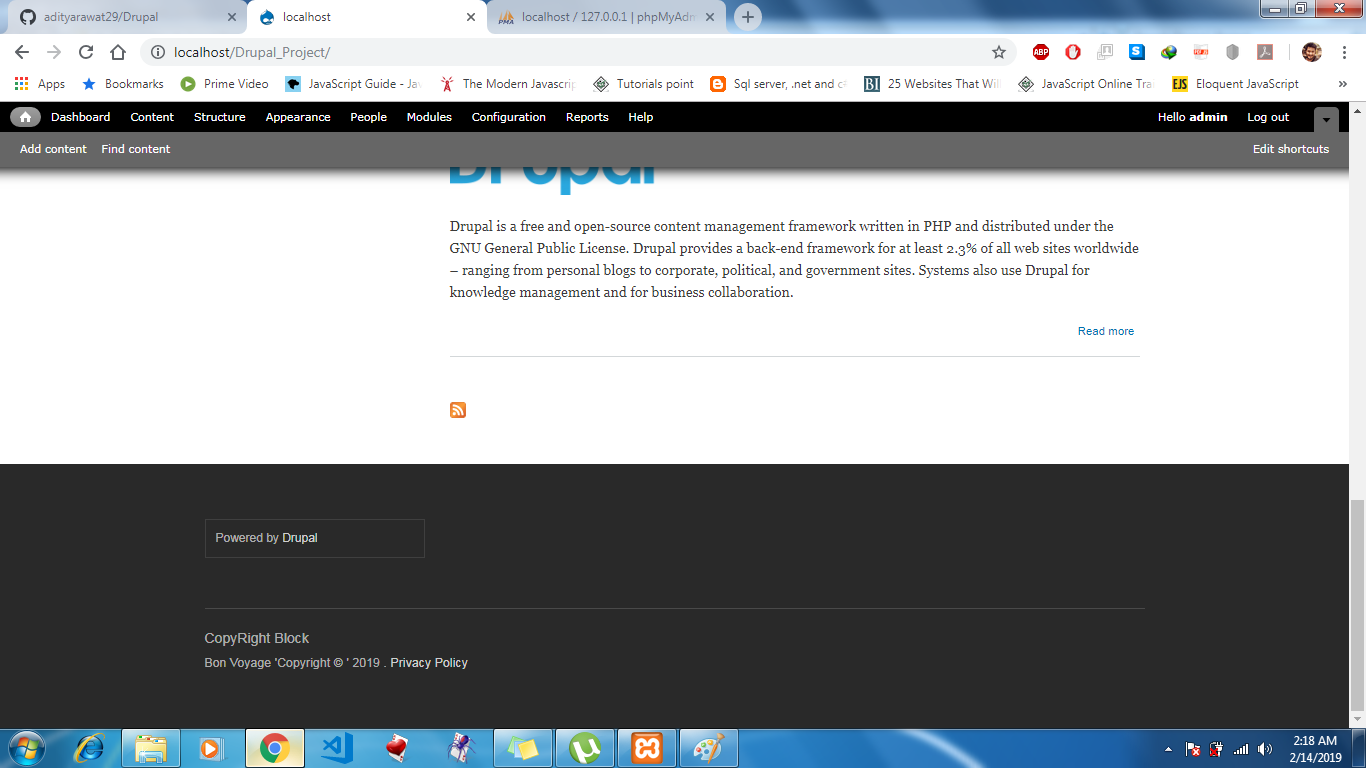 adityarawat29/Drupal
localhost
localhost / 127.0.0.1 | phpMyAdm
localhost/Drupal_Project/
ABP
Apps
Bookmarks
Prime Video
JavaScript Guide - Jav
The Modern Javascrip
Tutorials point
Sql server, .net and c#
BI
25 Websites That Wil
JavaScript Online Tra
EJS
Eloquent JavaScript
»
Dashboard Content Structure Appearance People Modules Configuration Reports Help
Hello admin
Log out
Add content
Find content
Edit shortcuts
Drupal
Drupal is a free and open-source content management framework written in PHP and distributed under the
GNU General Public License. Drupal provides a back-end framework for at least 2.3% of all web sites worldwide
– ranging from personal blogs to corporate, political, and government sites. Systems also use Drupal for
knowledge management and for business collaboration.
Read more
Powered by Drupal
CopyRight Block
Bon Voyage 'Copyright © ' 2019 . Privacy Policy
2:18 AM
2/14/2019